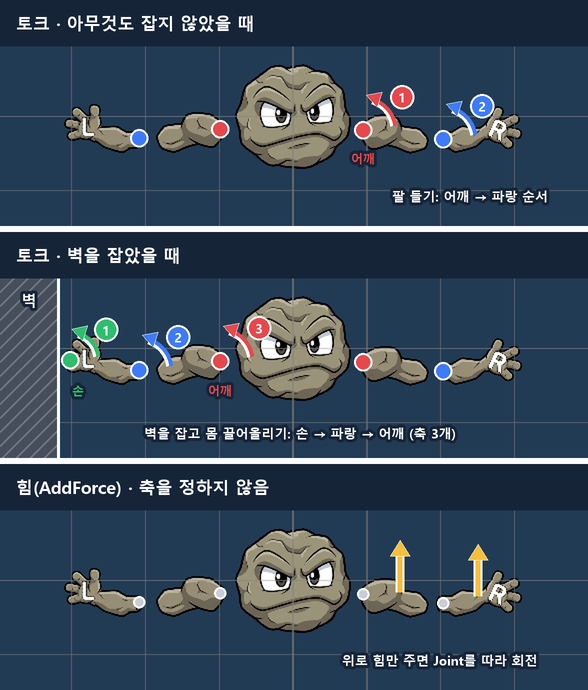 토크 · 아무것도 잡지 않았을 때
1
2
L
R
어깨
팔 들기: 어깨 → 파랑 순서
토크 · 벽을 잡았을 때
벽
1
2
3
L
R
손
어깨
벽을 잡고 몸 끌어올리기: 손 → 파랑 → 어깨 (축 3개)
힘(AddForce) · 축을 정하지 않음
L
R
위로 힘만 주면 Joint를 따라 회전